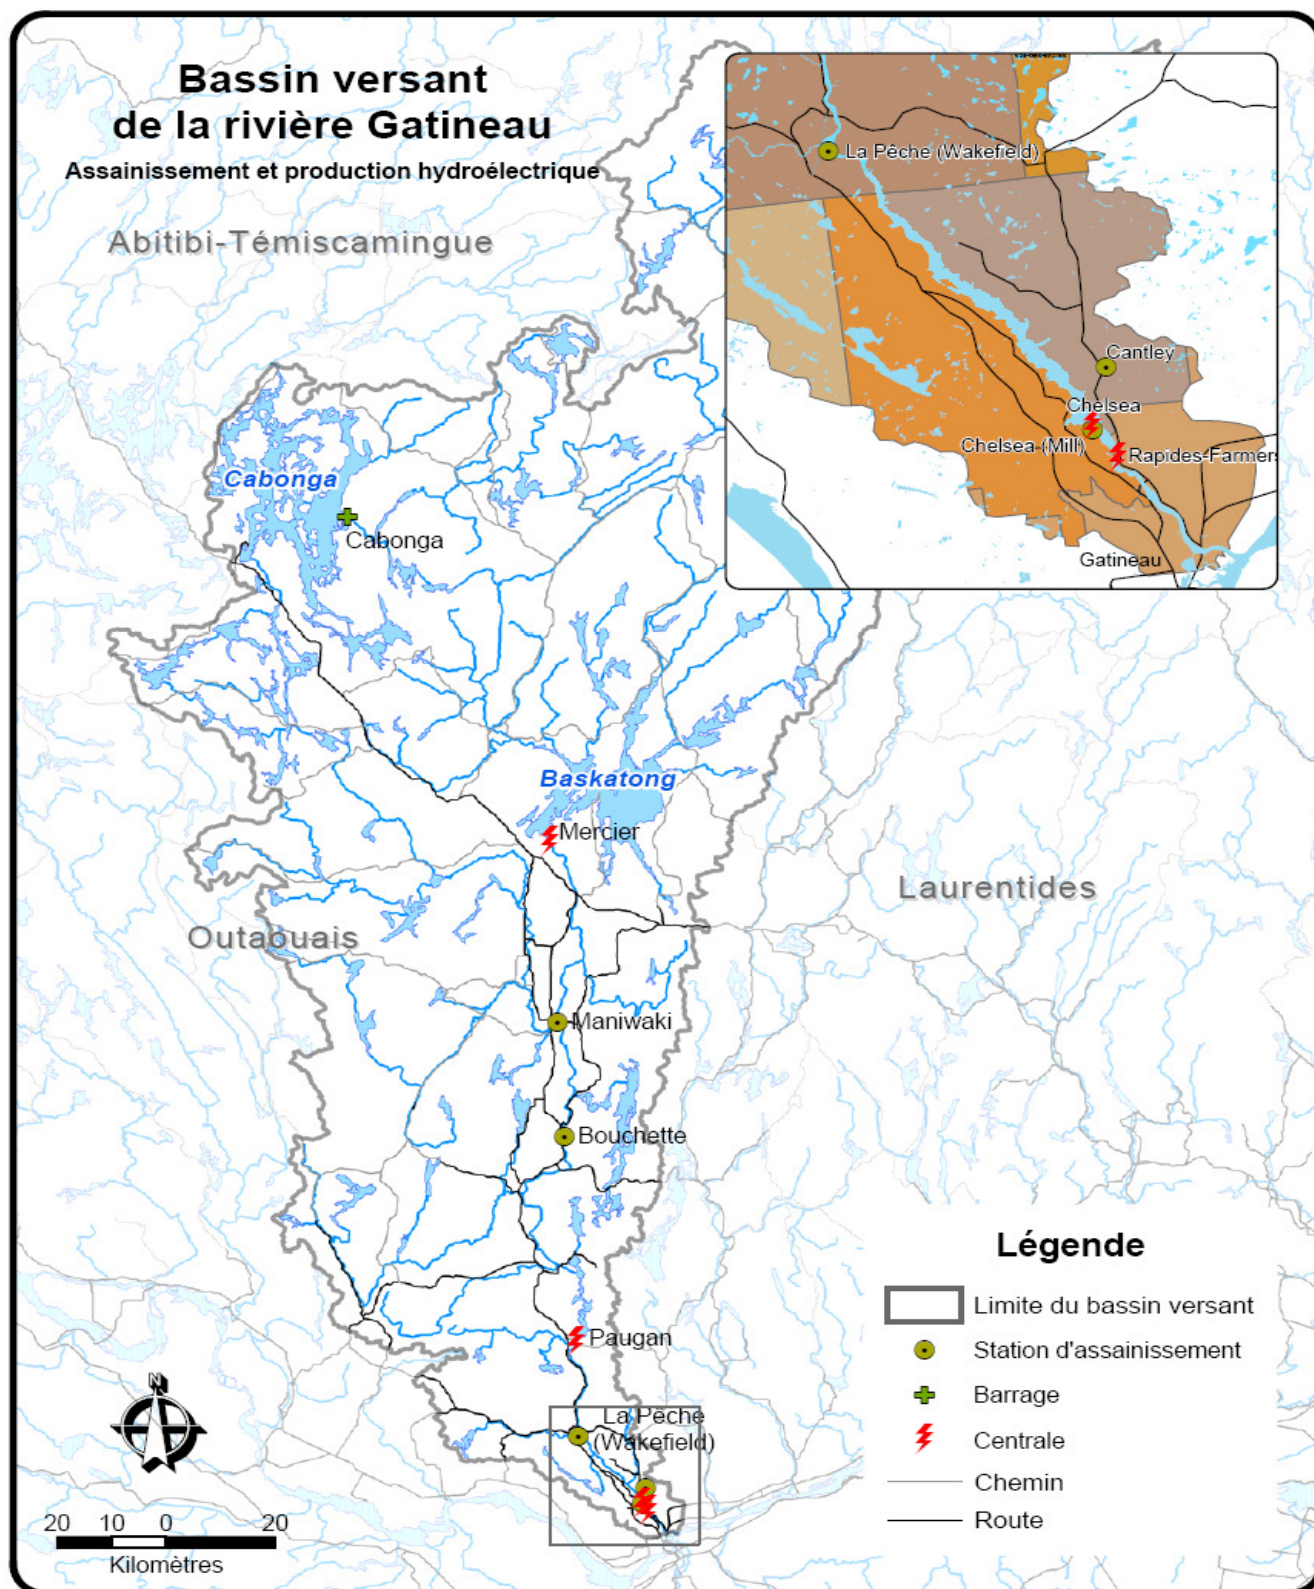 Bassin versant
de la rivière Gatineau
Assainissement et production hydroélectrique
Abitibi-Témiscamingue
La Pêche (Wakefield)
Cantley
Chelsea
Chelsea (Mill)
Rapides-Farmers
Gatineau
Cabonga
Cabonga
Baskatong
Mercier
Laurentides
Outaouais
Maniwaki
Bouchette
Paugan
La Pêche
(Wakefield)
Légende
Limite du bassin versant
Station d'assainissement
Barrage
Centrale
Chemin
Route
N
20 10 0 20
Kilomètres